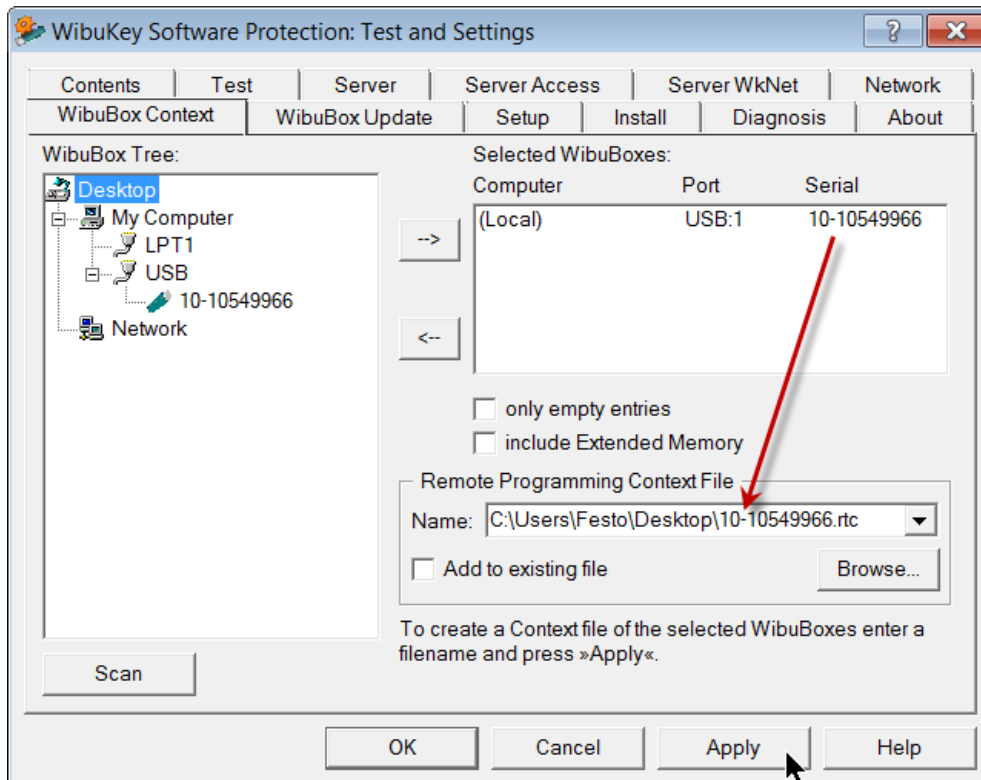 WibuKey Software Protection: Test and Settings
?
Contents Test Server Server Access Server WkNet Network
WibuBox Context WibuBox Update Setup Install Diagnosis About
WibuBox Tree:
Desktop
My Computer
LPT1
USB
10-10549966
Network
Scan
-->
<--
Selected WibuBoxes:
Computer Port Serial
(Local) USB:1 10-10549966
only empty entries
include Extended Memory
Remote Programming Context File
Name: C:\Users\Festo\Desktop\10-10549966.rtc
Add to existing file Browse...
To create a Context file of the selected WibuBoxes enter a
filename and press »Apply«.
OK Cancel Apply Help